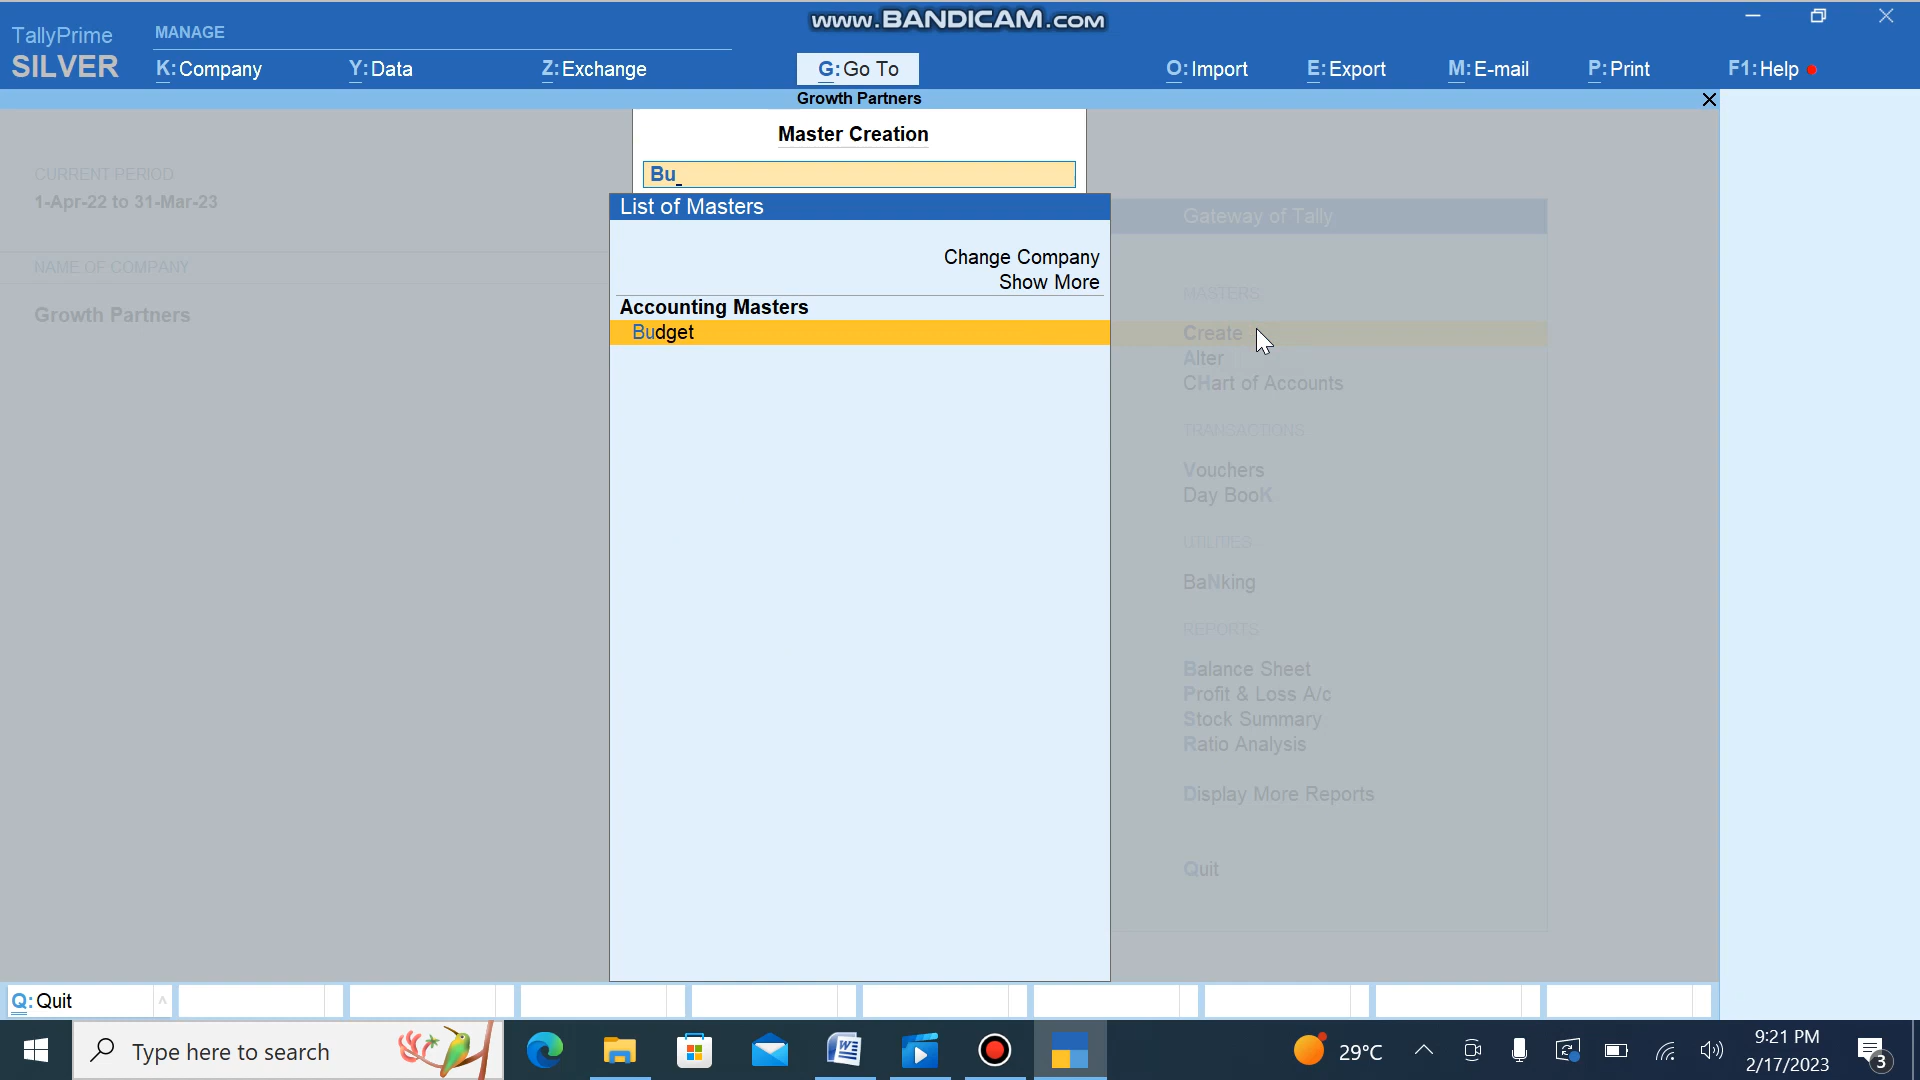 www.BANDICAM.com
TallyPrime
SILVER
MANAGE
K:Company
Y:Data
Z:Exchange
G:Go To
O:Import
E:Export
M:E-mail
P:Print
F1:Help
Growth Partners
Master Creation
Bu
List of Masters
Change Company
Show More
Accounting Masters
Budget
CURRENT PERIOD
1-Apr-22 to 31-Mar-23
NAME OF COMPANY
Growth Partners
Gateway of Tally
MASTERS
Create
Alter
CHart of Accounts
TRANSACTIONS
Vouchers
Day BooK
UTILITIES
BaNking
REPORTS
Balance Sheet
Profit & Loss A/c
Stock Summary
Ratio Analysis
Display More Reports
Quit
Q:Quit
Type here to search
29°C
9:21 PM
2/17/2023
3